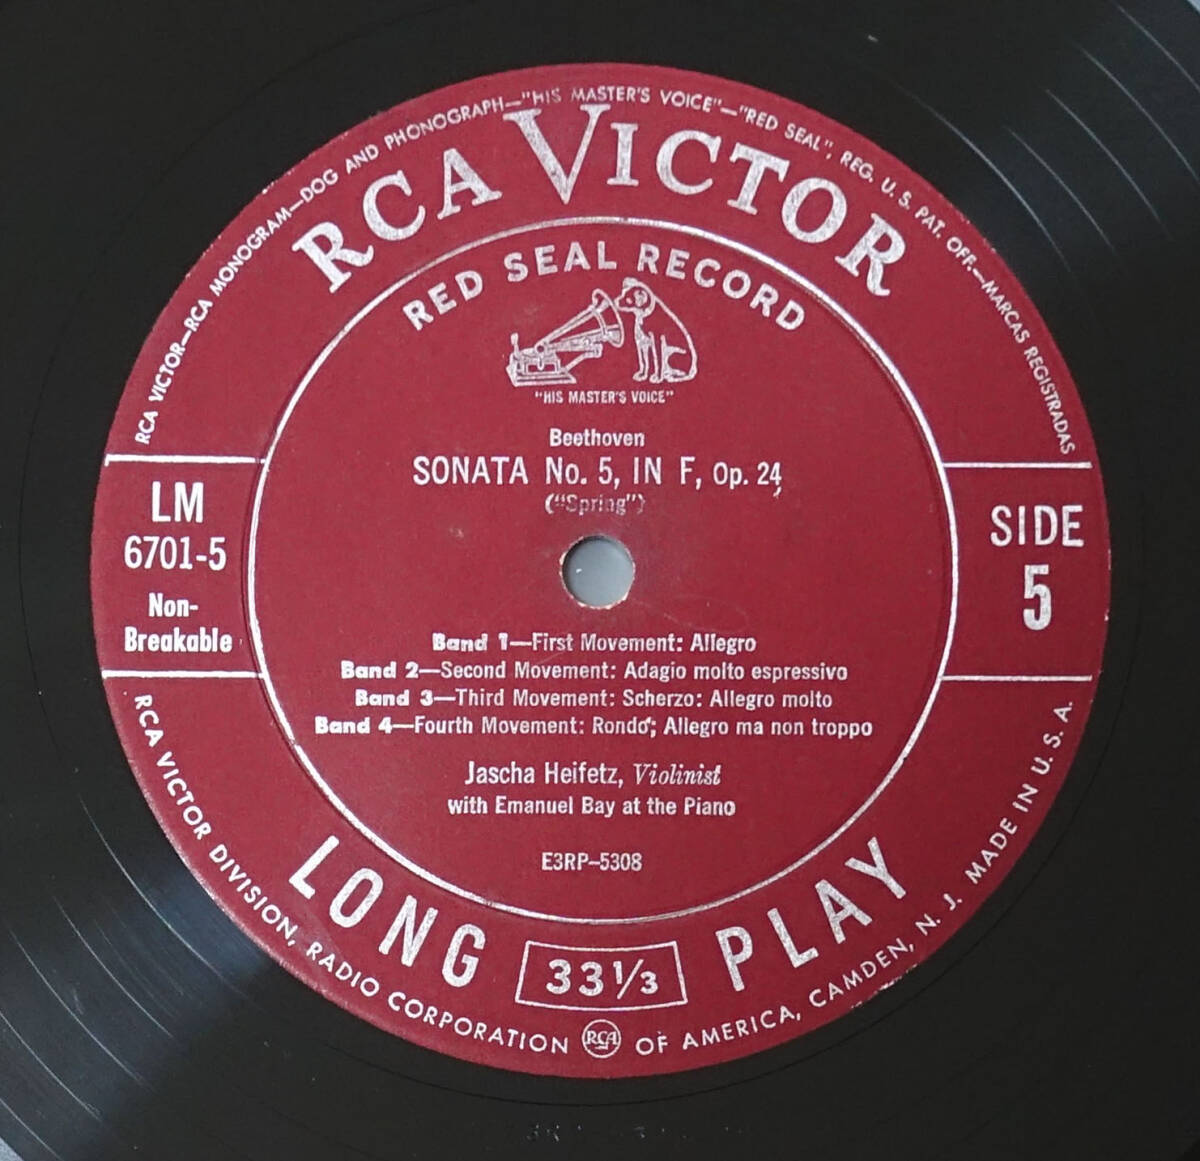 RCA VICTOR—RCA MONOGRAM—DOG AND PHONOGRAPH—"HIS MASTER'S VOICE"—"RED SEAL", REG. U. S. PAT. OFF.—MARCAS REGISTRADAS
RCA VICTOR
RED SEAL RECORD
"HIS MASTER'S VOICE"
Beethoven
SONATA No. 5, IN F, Op. 24
("Spring")
LM
6701-5
Non-
Breakable
SIDE
5
Band 1—First Movement: Allegro
Band 2—Second Movement: Adagio molto espressivo
Band 3—Third Movement: Scherzo: Allegro molto
Band 4—Fourth Movement: Rondo; Allegro ma non troppo
Jascha Heifetz, Violinist
with Emanuel Bay at the Piano
E3RP-5308
LONG 33 1/3 PLAY
RCA VICTOR DIVISION, RADIO CORPORATION RCA OF AMERICA, CAMDEN, N. J. MADE IN U. S. A.